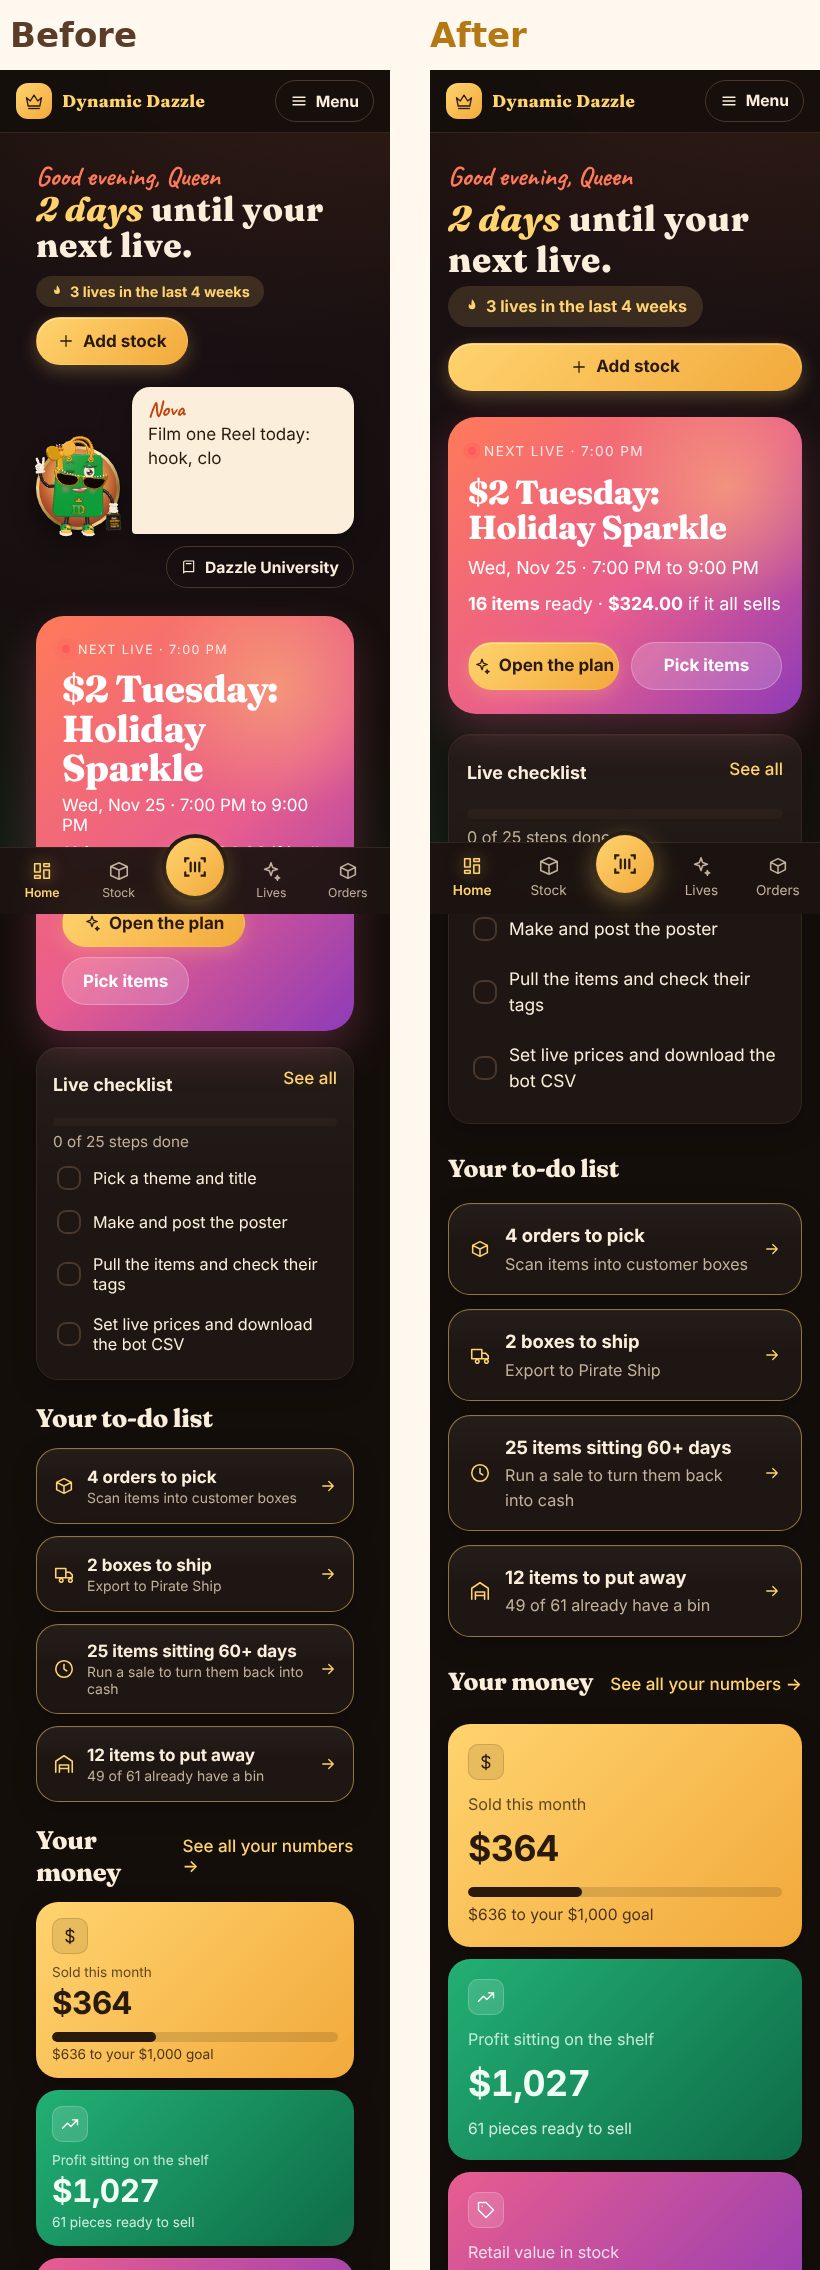 Before
Dynamic Dazzle
Menu
Good evening, Queen
2 days until your
next live.
3 lives in the last 4 weeks
Add stock
Nova
Film one Reel today:
hook, clo
Dazzle University
NEXT LIVE · 7:00 PM
$2 Tuesday:
Holiday
Sparkle
Wed, Nov 25 · 7:00 PM to 9:00
PM
Home
Stock
Lives
Orders
Open the plan
Pick items
Live checklist
See all
0 of 25 steps done
Pick a theme and title
Make and post the poster
Pull the items and check their
tags
Set live prices and download
the bot CSV
Your to-do list
4 orders to pick
Scan items into customer boxes
2 boxes to ship
Export to Pirate Ship
25 items sitting 60+ days
Run a sale to turn them back into
cash
12 items to put away
49 of 61 already have a bin
Your
money
See all your numbers
→
$
Sold this month
$364
$636 to your $1,000 goal
Profit sitting on the shelf
$1,027
61 pieces ready to sell
After
Dynamic Dazzle
Menu
Good evening, Queen
2 days until your
next live.
3 lives in the last 4 weeks
Add stock
NEXT LIVE · 7:00 PM
$2 Tuesday:
Holiday Sparkle
Wed, Nov 25 · 7:00 PM to 9:00 PM
16 items ready · $324.00 if it all sells
Open the plan
Pick items
Live checklist
See all
0 of 25 steps done
Home
Stock
Lives
Orders
Make and post the poster
Pull the items and check their
tags
Set live prices and download the
bot CSV
Your to-do list
4 orders to pick
Scan items into customer boxes
2 boxes to ship
Export to Pirate Ship
25 items sitting 60+ days
Run a sale to turn them back
into cash
12 items to put away
49 of 61 already have a bin
Your money
See all your numbers →
$
Sold this month
$364
$636 to your $1,000 goal
Profit sitting on the shelf
$1,027
61 pieces ready to sell
Retail value in stock